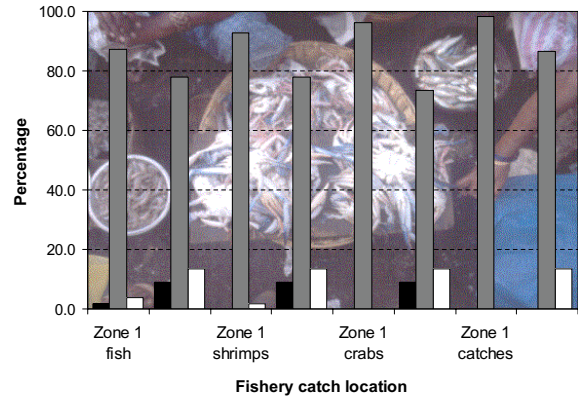 100.0
80.0
60.0
40.0
20.0
0.0
Percentage
Zone 1 Zone 1 Zone 1 Zone 1
fish shrimps crabs catches
Fishery catch location